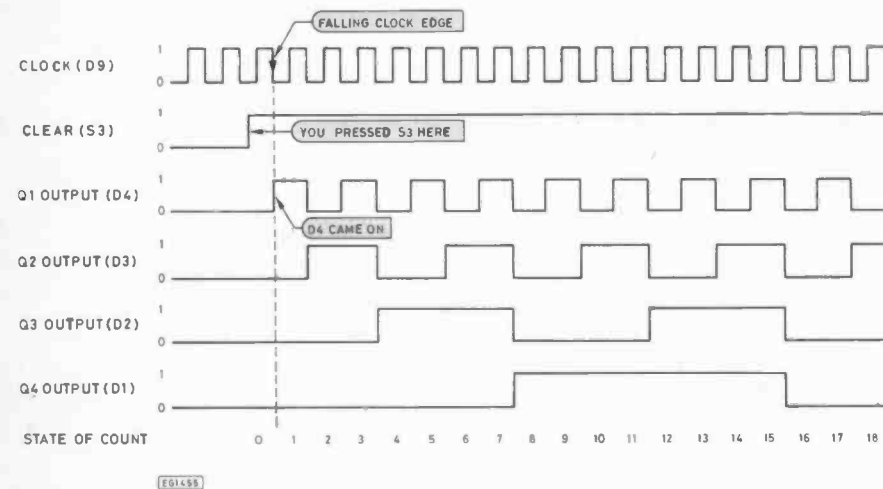 FALLING CLOCK EDGE
CLOCK (D9)
1
0
CLEAR (S3)
1
0
YOU PRESSED S3 HERE
Q1 OUTPUT (D4)
1
0
D4 CAME ON
Q2 OUTPUT (D3)
1
0
Q3 OUTPUT (D2)
1
0
Q4 OUTPUT (D1)
1
0
STATE OF COUNT 0 1 2 3 4 5 6 7 8 9 10 11 12 13 14 15 16 17 18